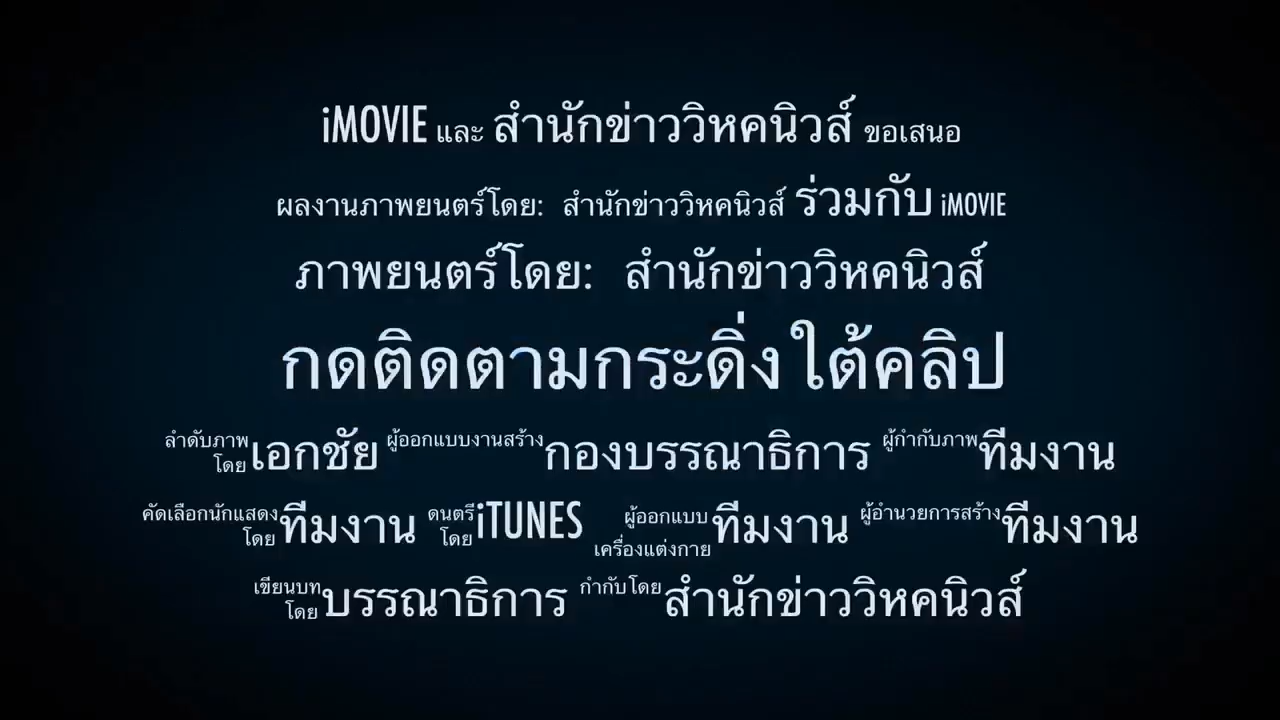 iMOVIE และ สำนักข่าววิหคนิวส์ ขอเสนอ
ผลงานภาพยนตร์โดย: สำนักข่าววิหคนิวส์ ร่วมกับ iMOVIE
ภาพยนตร์โดย: สำนักข่าววิหคนิวส์
กดติดตามกระดิ่งใต้คลิป
ลำดับภาพโดย เอกชัย ผู้ออกแบบงานสร้าง กองบรรณาธิการ ผู้กำกับภาพ ทีมงาน
คัดเลือกนักแสดงโดย ทีมงาน ดนตรีโดย iTUNES ผู้ออกแบบเครื่องแต่งกาย ทีมงาน ผู้อำนวยการสร้าง ทีมงาน
เขียนบทโดย บรรณาธิการ กำกับโดย สำนักข่าววิหคนิวส์